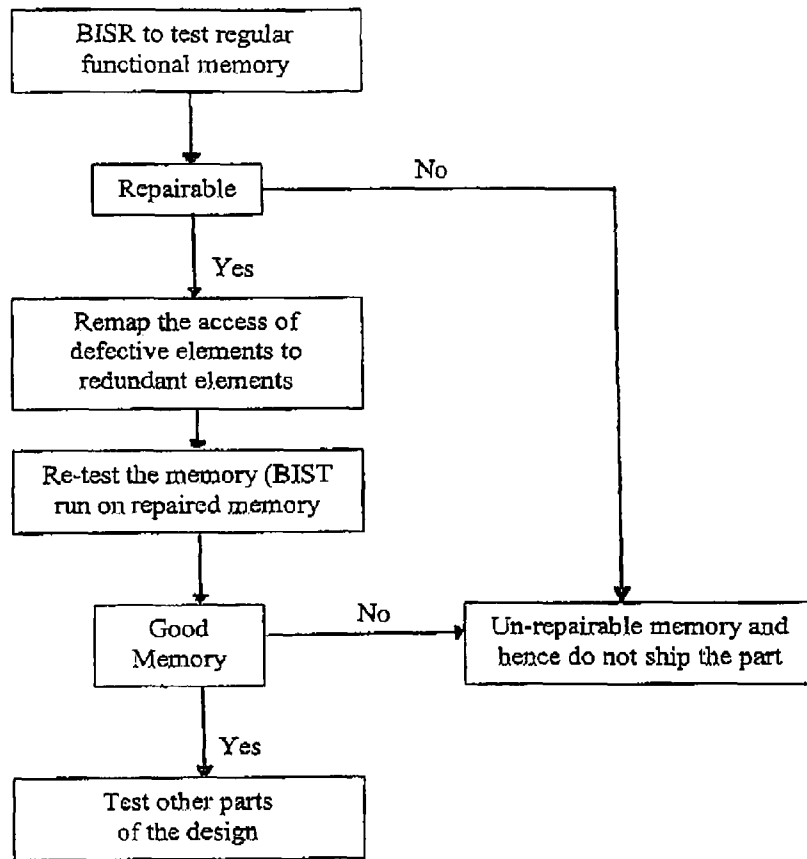 BISR to test regular
functional memory
Repairable
No
Yes
Remap the access of
defective elements to
redundant elements
Re-test the memory (BIST
run on repaired memory
Good
Memory
No
Un-repairable memory and
hence do not ship the part
Yes
Test other parts
of the design